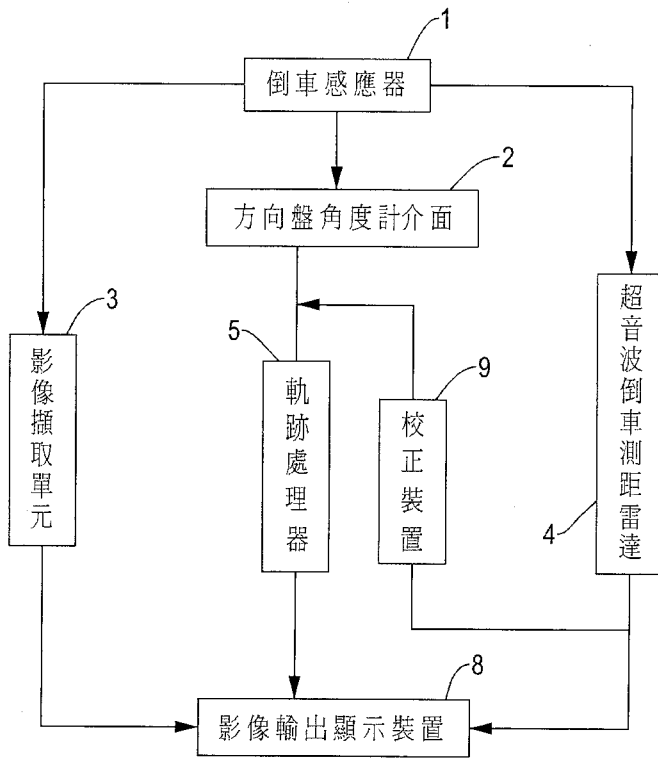 1
倒車感應器
2
方向盤角度計介面
3
影像擷取單元
5
軌跡處理器
9
校正裝置
超音波倒車測距雷達
4
8
影像輸出顯示裝置